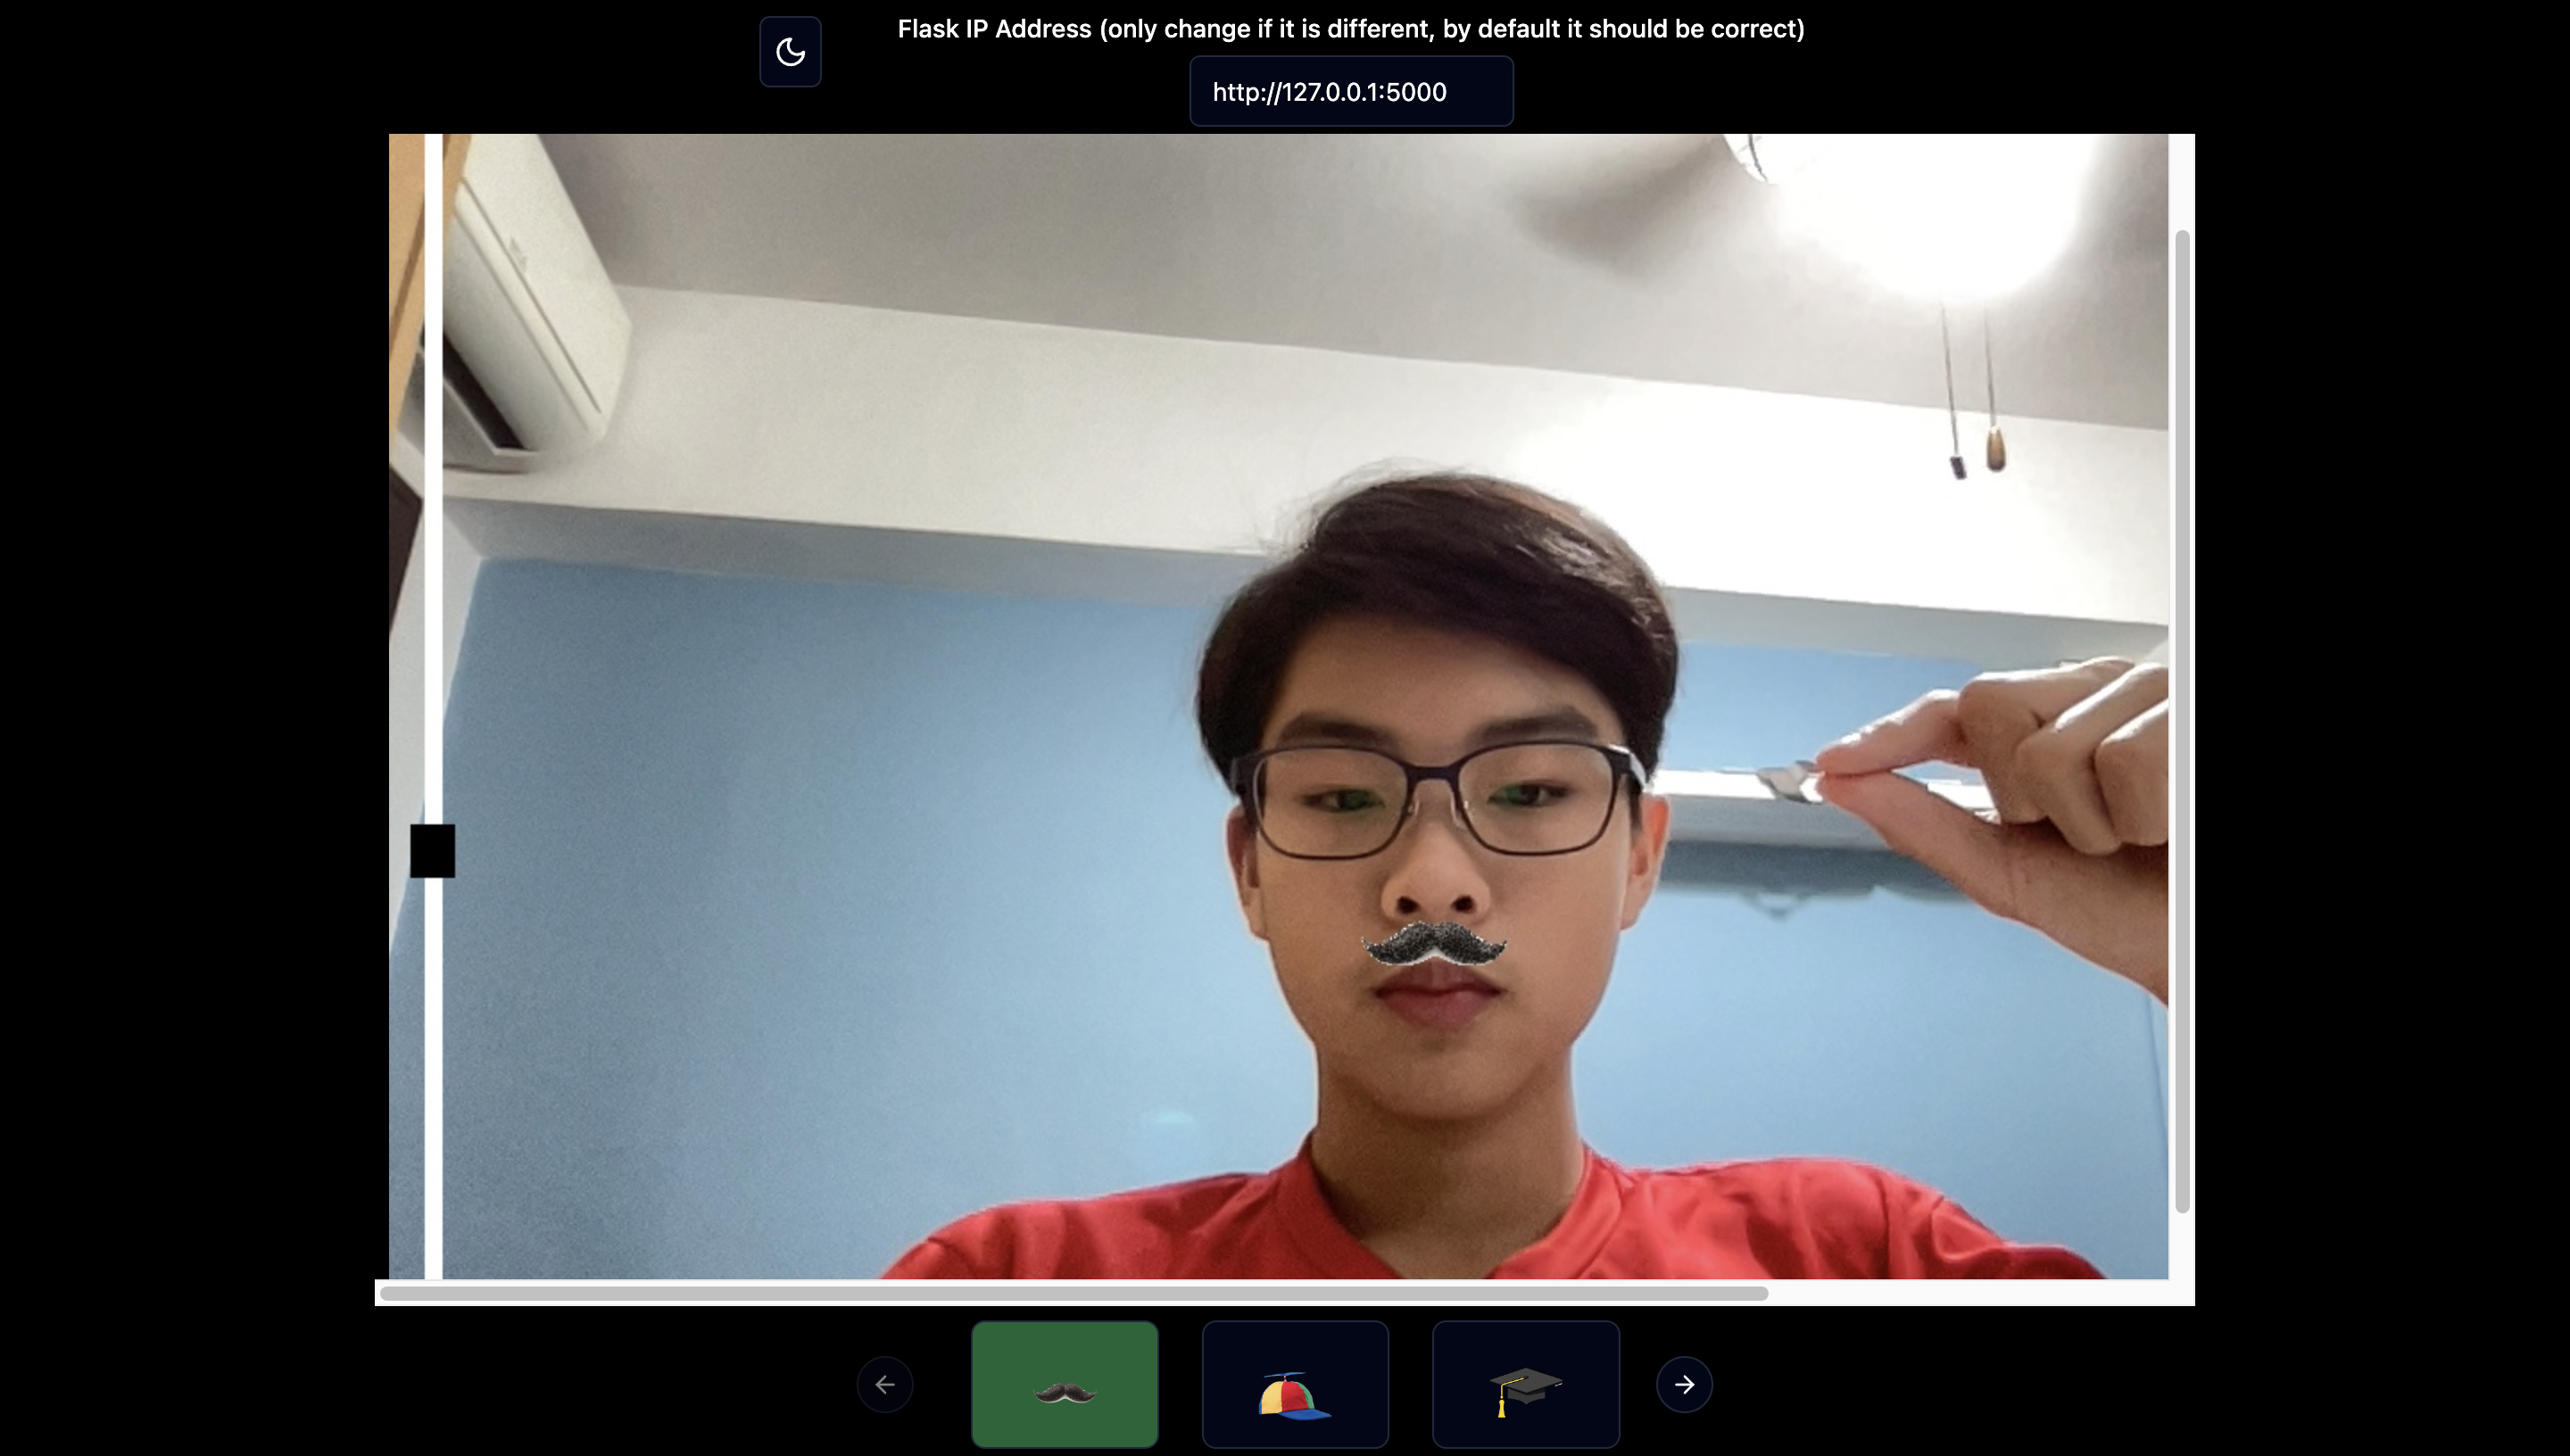 Flask IP Address (only change if it is different, by default it should be correct)
http://127.0.0.1:5000